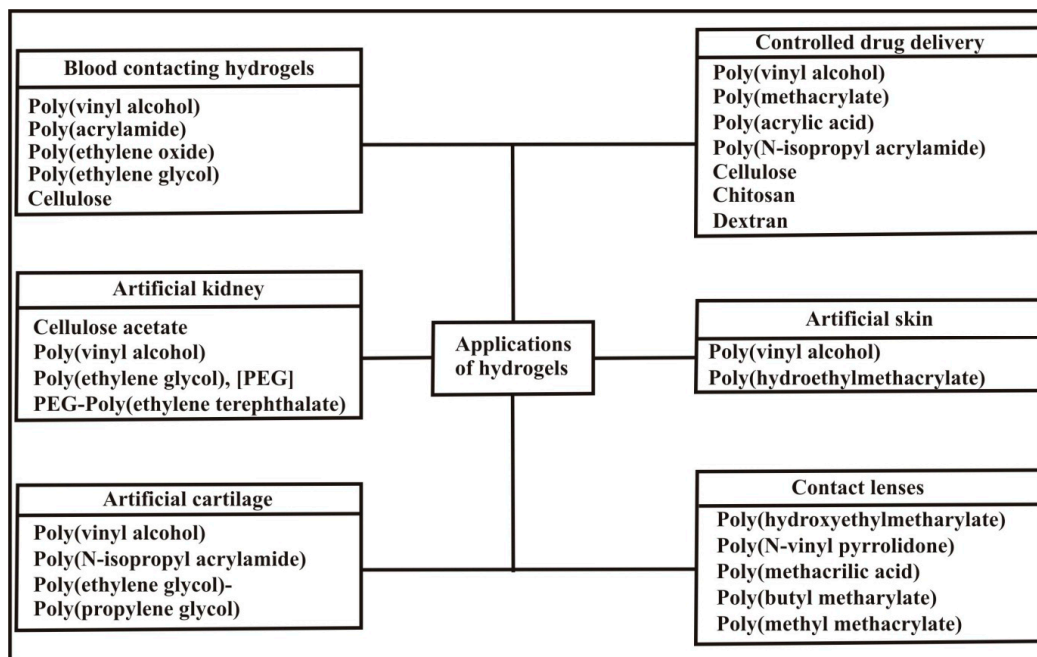 Blood contacting hydrogels
Poly(vinyl alcohol)
Poly(acrylamide)
Poly(ethylene oxide)
Poly(ethylene glycol)
Cellulose
Controlled drug delivery
Poly(vinyl alcohol)
Poly(methacrylate)
Poly(acrylic acid)
Poly(N-isopropyl acrylamide)
Cellulose
Chitosan
Dextran
Artificial kidney
Cellulose acetate
Poly(vinyl alcohol)
Poly(ethylene glycol), [PEG]
PEG-Poly(ethylene terephthalate)
Applications
of hydrogels
Artificial skin
Poly(vinyl alcohol)
Poly(hydroethylmethacrylate)
Artificial cartilage
Poly(vinyl alcohol)
Poly(N-isopropyl acrylamide)
Poly(ethylene glycol)-
Poly(propylene glycol)
Contact lenses
Poly(hydroxyethylmetharylate)
Poly(N-vinyl pyrrolidone)
Poly(methacrilic acid)
Poly(butyl metharylate)
Poly(methyl methacrylate)